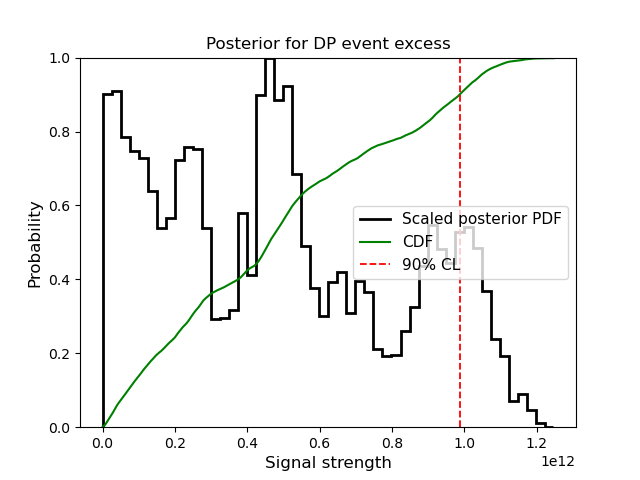 Posterior for DP event excess
Probability
1.0
0.8
0.6
0.4
0.2
0.0
Scaled posterior PDF
CDF
90% CL
0.0 0.2 0.4 0.6 0.8 1.0 1.2
1e12
Signal strength